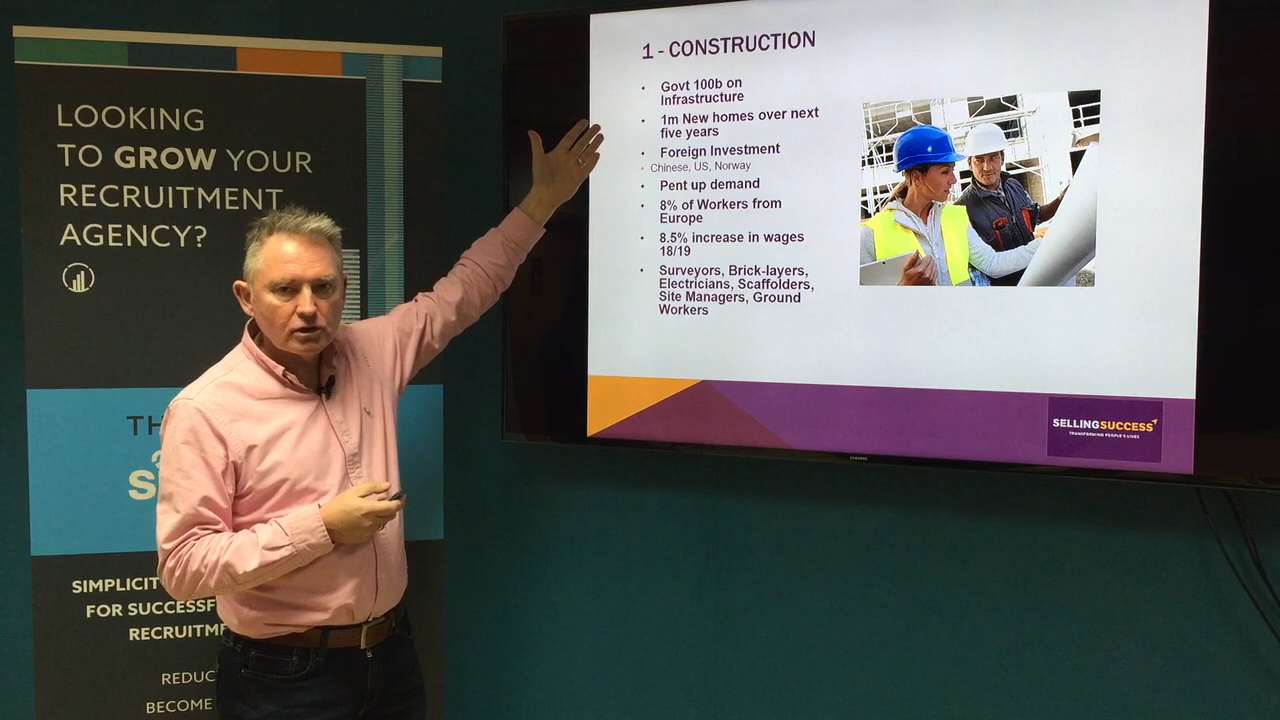 LOOKING
TO GROW YOUR
RECRUITMENT
AGENCY?
TH
S
SIMPLICIT
FOR SUCCESSF
RECRUITM
REDUC
BECOME
1 - CONSTRUCTION
• Govt 100b on
Infrastructure
• 1m New homes over next
five years
• Foreign Investment
• Chinese, US, Norway
• Pent up demand
• 8% of Workers from
Europe
• 8.5% increase in wages
18/19
• Surveyors, Brick-layers,
Electricians, Scaffolders,
Site Managers, Ground
Workers
SELLINGSUCCESS
TRANSFORMING PEOPLE'S LIVES
SAMSUNG